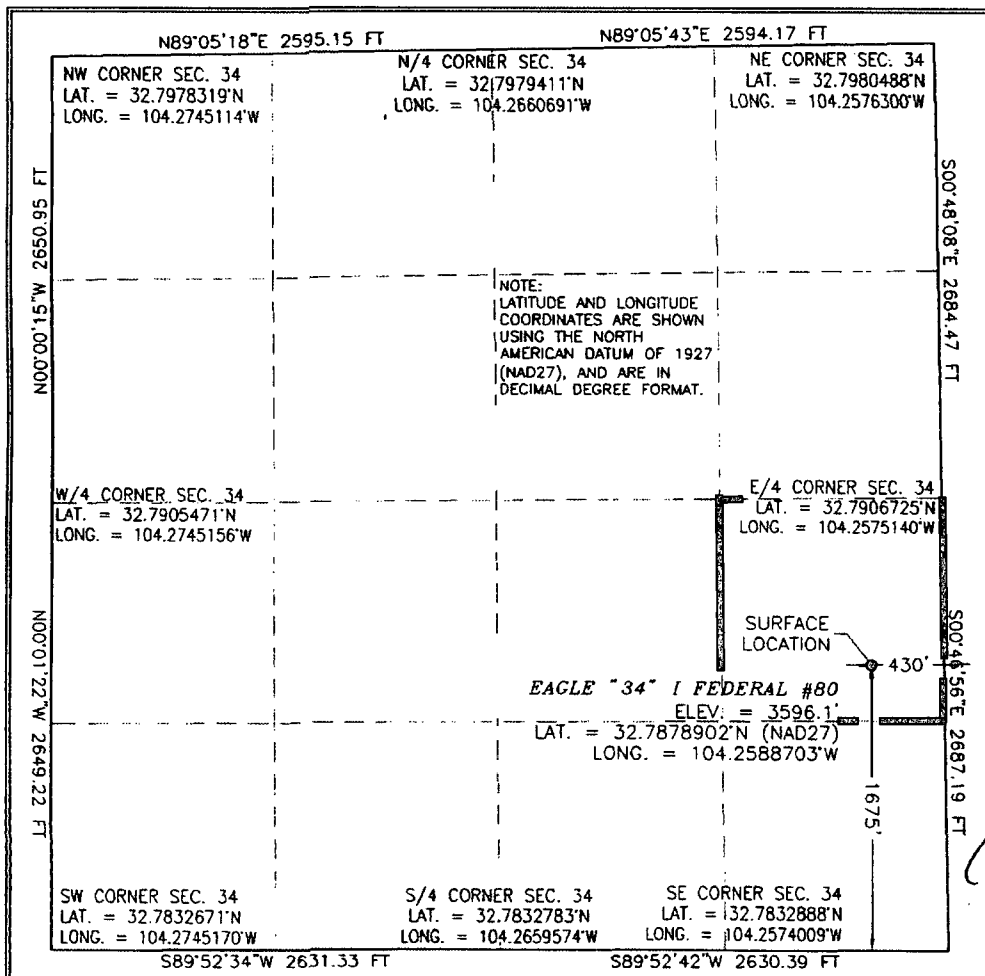 N89°05'18"E 2595.15 FT
N89°05'43"E 2594.17 FT
NW CORNER SEC. 34
LAT. = 32.7978319°N
LONG. = 104.2745114°W
N/4 CORNER SEC. 34
LAT. = 32.7979411°N
LONG. = 104.2660691°W
NE CORNER SEC. 34
LAT. = 32.7980488°N
LONG. = 104.2576300°W
N00°00'15"W 2650.95 FT
S00°48'08"E 2684.47 FT
NOTE:
LATITUDE AND LONGITUDE
COORDINATES ARE SHOWN
USING THE NORTH
AMERICAN DATUM OF 1927
(NAD27), AND ARE IN
DECIMAL DEGREE FORMAT.
W/4 CORNER SEC. 34
LAT. = 32.7905471°N
LONG. = 104.2745156°W
E/4 CORNER SEC. 34
LAT. = 32.7906725°N
LONG. = 104.2575140°W
SURFACE
LOCATION
430'
EAGLE "34" I FEDERAL #80
ELEV. = 3596.1'
LAT. = 32.7878902°N (NAD27)
LONG. = 104.2588703°W
N00°01'22"W 2649.22 FT
S00°46'56"E 2687.19 FT
1675'
SW CORNER SEC. 34
LAT. = 32.7832671°N
LONG. = 104.2745170°W
S/4 CORNER SEC. 34
LAT. = 32.7832783°N
LONG. = 104.2659574°W
SE CORNER SEC. 34
LAT. = 32.7832888°N
LONG. = 104.2574009°W
S89°52'34"W 2631.33 FT
S89°52'42"W 2630.39 FT